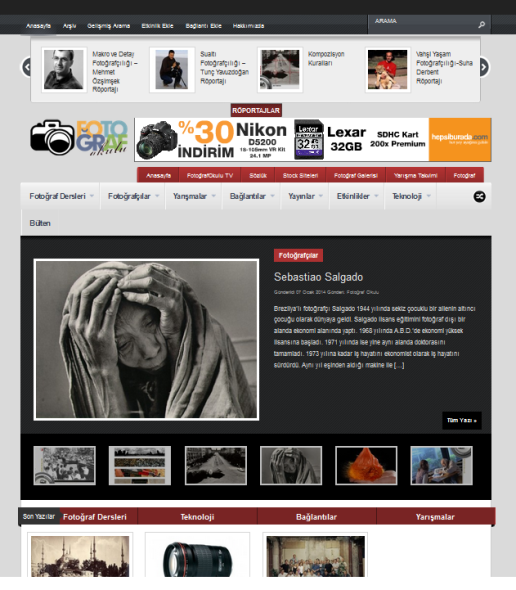 Anasayfa Arşiv Gelişmiş Arama Etkinlik Ekle Bağlantı Ekle Hakkımızda
ARAMA
Makro ve Detay
Fotoğrafçılığı –
Mehmet
Özşimşek
Röportajı
Sualtı
Fotoğrafçılığı –
Tunç Yavuzdoğan
Röportajı
Kompozisyon
Kuralları
Vahşi Yaşam
Fotoğrafçılığı-Suha
Derbent
Röportajı
RÖPORTAJLAR
FOTO
GRAF
okulu
%30
İNDİRİM
Nikon
D5200
18-105mm VR Kit
24.1 MP
Lexar
32GB
Lexar
32GB
SDHC Kart
200x Premium
hepsiburada.com
Anasayfa FotoğrafOkulu TV Sözlük Stock Siteleri Fotoğraf Galerisi Yarışma Takvimi Fotoğraf
Fotoğraf Dersleri Fotoğrafçılar Yarışmalar Bağlantılar Yayınlar Etkinlikler Teknoloji
Bülten
Fotoğrafçılar
Sebastiao Salgado
Gönderildi 07 Ocak 2014 Gönderi: Fotoğraf Okulu
Brezilya'lı fotoğrafçı Salgado 1944 yılında sekiz çocuklu bir ailenin altıncı
çocuğu olarak dünyaya geldi. Salgado lisans eğitimini fotoğraf dışı bir
alanda ekonomi alanında yaptı. 1968 yılında A.B.D.'de ekonomi yüksek
lisansına başladı. 1971 yılında ise yine aynı alanda doktorasını
tamamladı. 1973 yılına kadar iş hayatını ekonomist olarak iş hayatını
sürdürdü. Aynı yıl eşinden aldığı makine ile [...]
Tüm Yazı »
Son Yazılar Fotoğraf Dersleri Teknoloji Bağlantılar Yarışmalar